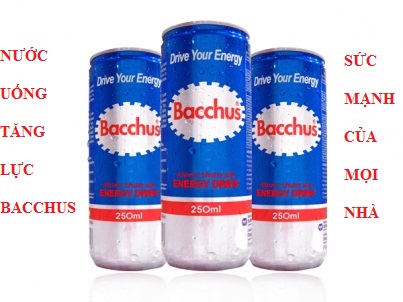 NƯỚC
UỐNG
TĂNG
LỰC
BACCHUS
Drive Your Energy
Bacchus
ENERGY DRINK
250ml
Drive Your Energy
Bacchus
ENERGY DRINK
250ml
Drive Your Energy
Bacchus
ENERGY DRINK
250ml
SỨC
MẠNH
CỦA
MỌI
NHÀ